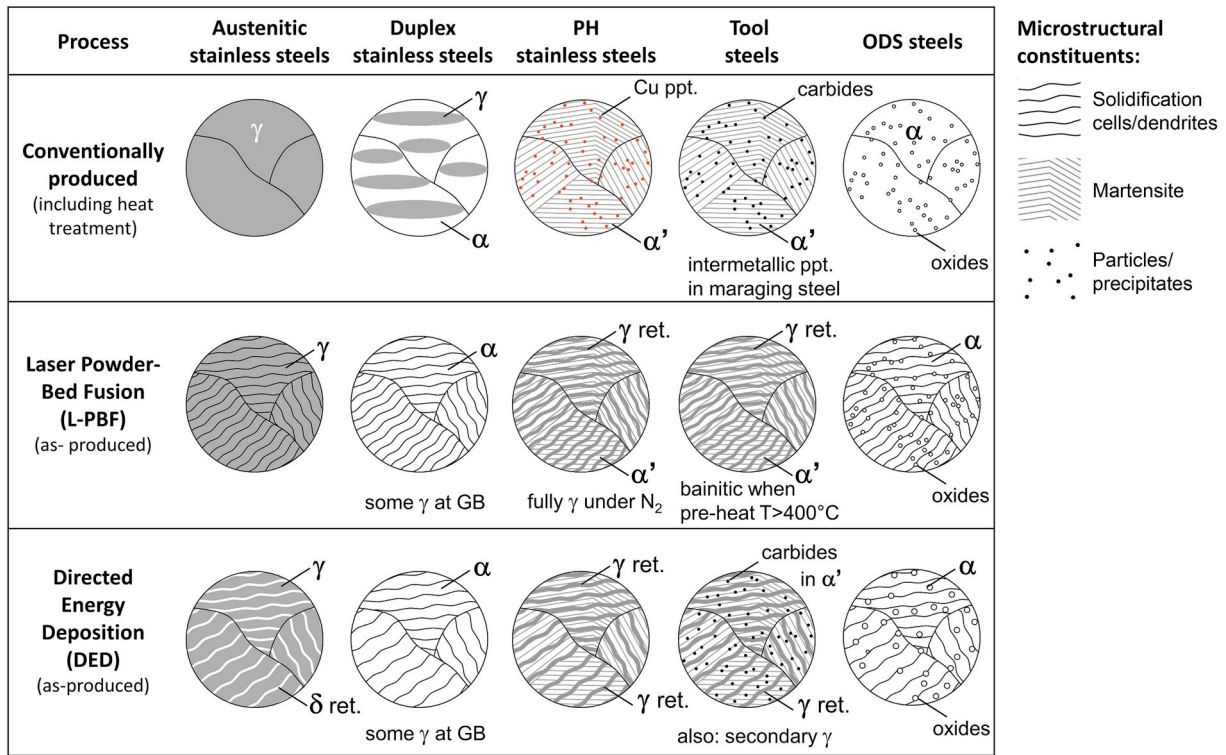 Process
Austenitic
stainless steels
Duplex
stainless steels
PH
stainless steels
Tool
steels
ODS steels
Microstructural
constituents:
Solidification
cells/dendrites
Martensite
Particles/
precipitates
Conventionally
produced
(including heat
treatment)
γ
γ
α
Cu ppt.
α’
carbides
α’
intermetallic ppt.
in maraging steel
α
oxides
Laser Powder-
Bed Fusion
(L-PBF)
(as- produced)
γ
α
some γ at GB
γ ret.
α’
fully γ under N₂
γ ret.
α’
bainitic when
pre-heat T>400°C
α
oxides
Directed
Energy
Deposition
(DED)
(as-produced)
γ
δ ret.
α
some γ at GB
γ ret.
γ ret.
carbides
in α’
γ ret.
also: secondary γ
α
oxides